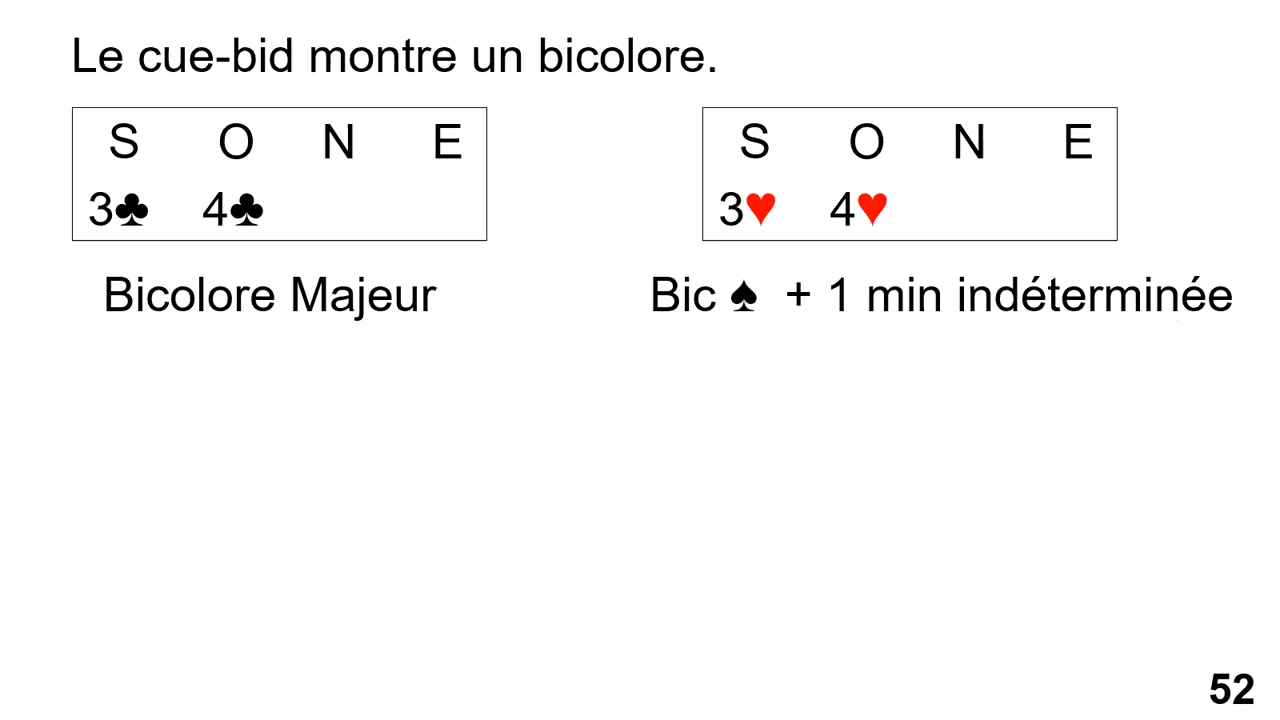 Le cue-bid montre un bicolore.
S O N E
3♣ 4♣
Bicolore Majeur
S O N E
3♥ 4♥
Bic ♠ + 1 min indéterminée
52